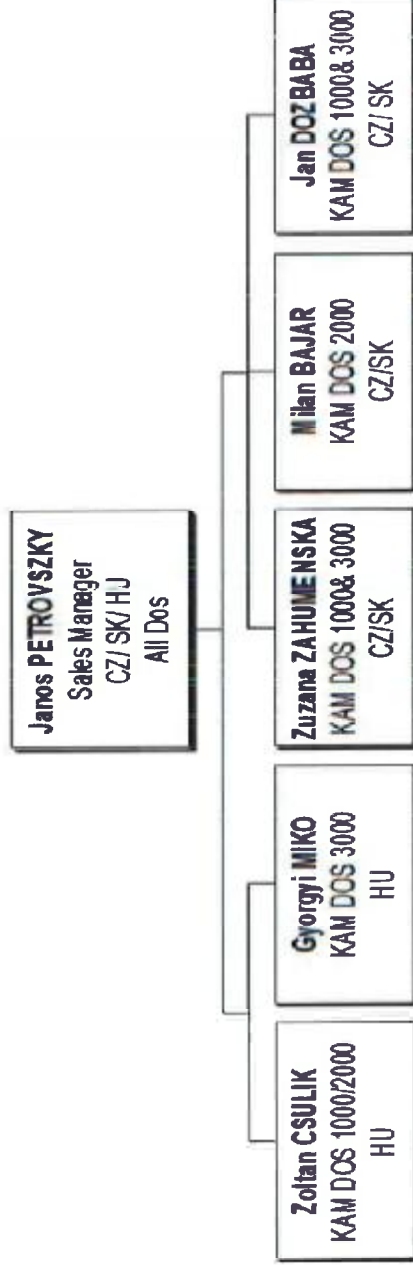 Janos PETROVSZKY
Sales Manager
CZ/ SK/ HU
All Dos
Zoltan CSULIK
KAM DOS 1000/2000
HU
Gyorgyi MIKO
KAM DOS 3000
HU
Zuzana ZAHUMENSKA
KAM DOS 1000& 3000
CZ/SK
Milan BAJAR
KAM DOS 2000
CZ/SK
Jan DOZBABA
KAM DOS 1000& 3000
CZ/ SK